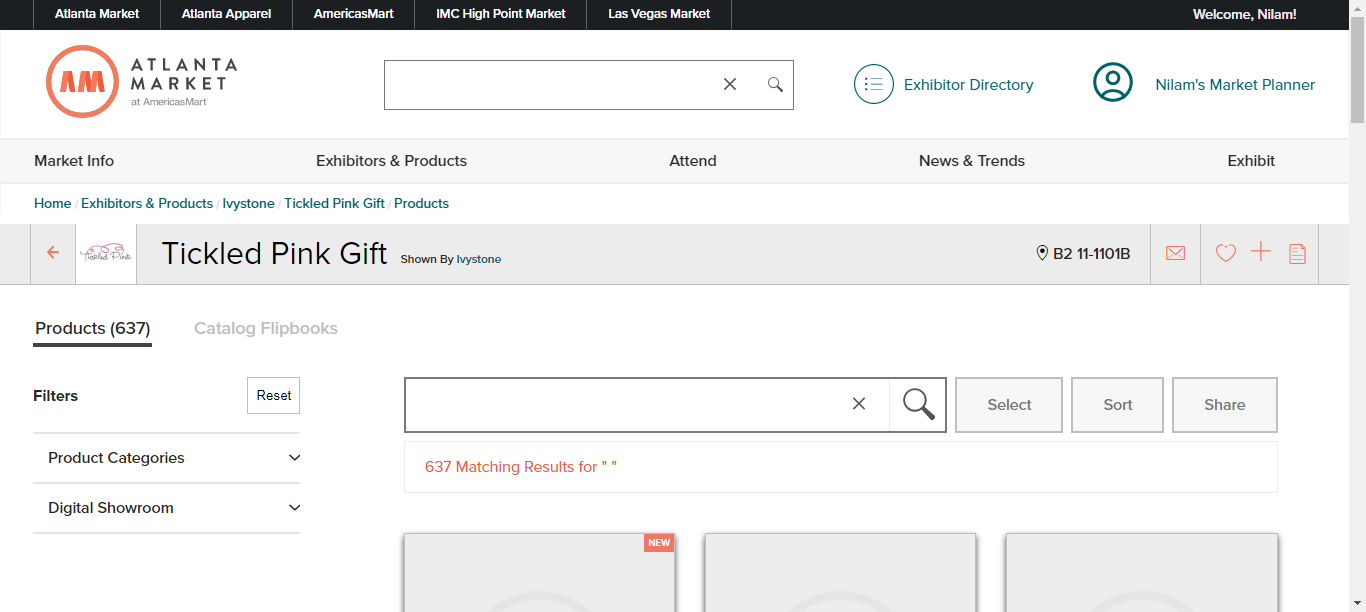 Atlanta Market
Atlanta Apparel
AmericasMart
IMC High Point Market
Las Vegas Market
Welcome, Nilam!
AM
ATLANTA
MARKET
at AmericasMart
Exhibitor Directory
Nilam's Market Planner
Market Info
Exhibitors & Products
Attend
News & Trends
Exhibit
Home / Exhibitors & Products / Ivystone / Tickled Pink Gift / Products
Tickled Pink
Tickled Pink Gift
Shown By Ivystone
B2 11-1101B
Products (637)
Catalog Flipbooks
Filters
Reset
Select
Sort
Share
Product Categories
637 Matching Results for " "
Digital Showroom
NEW